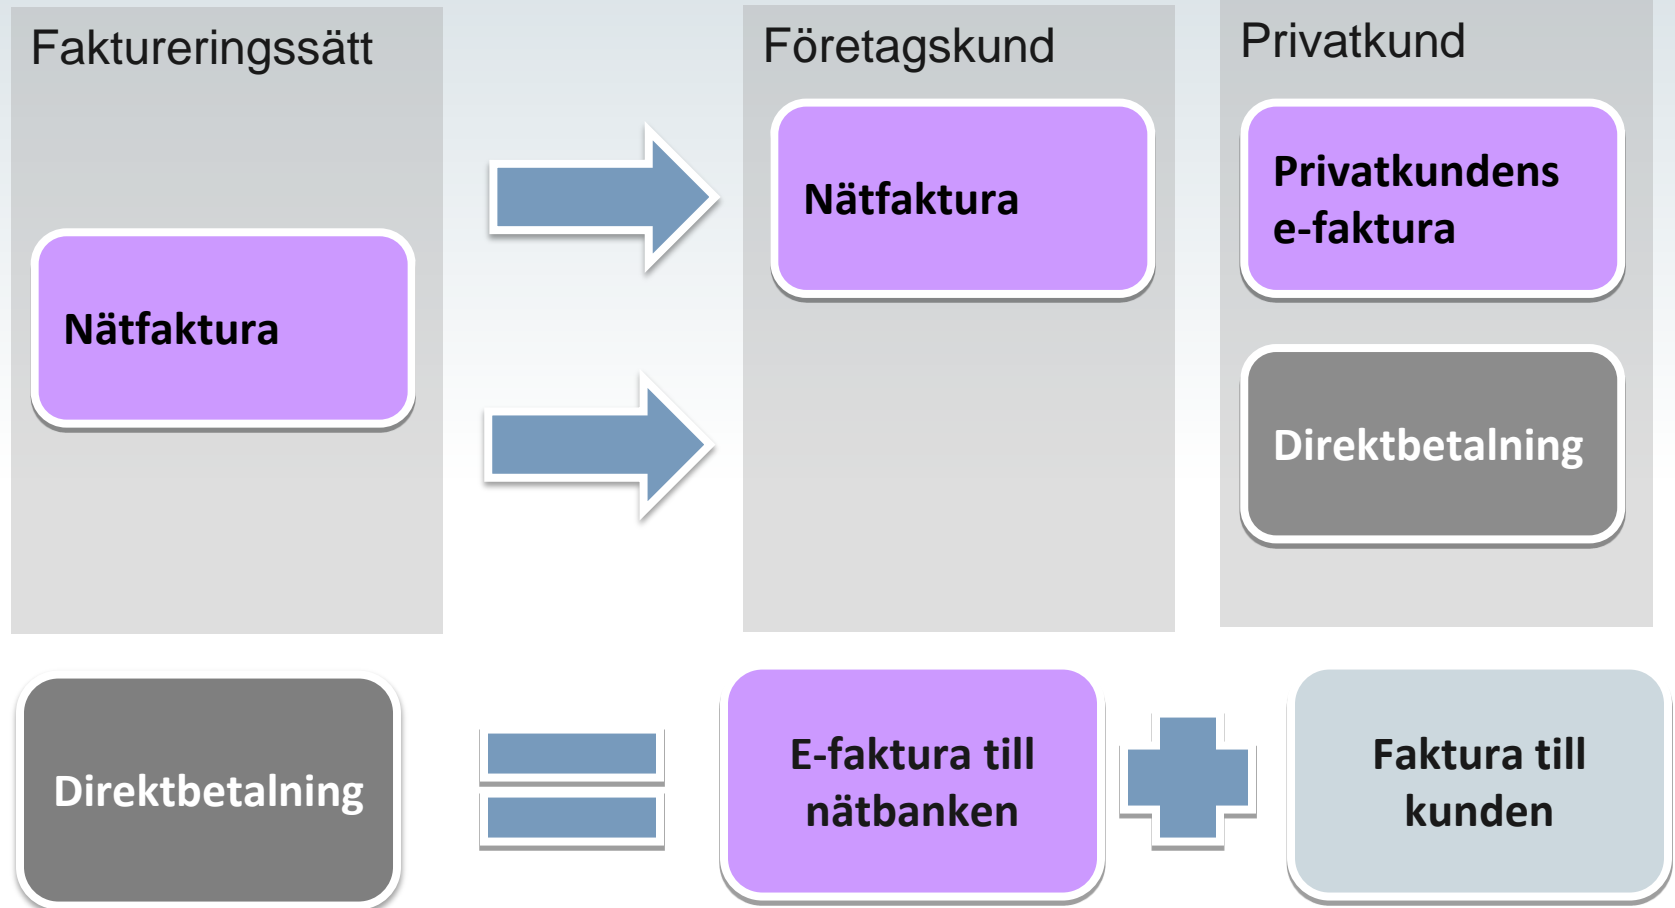 Faktureringssätt
Företagskund
Privatkund
Nätfaktura
Nätfaktura
Privatkundens
e-faktura
Direktbetalning
Direktbetalning
E-faktura till
nätbanken
Faktura till
kunden